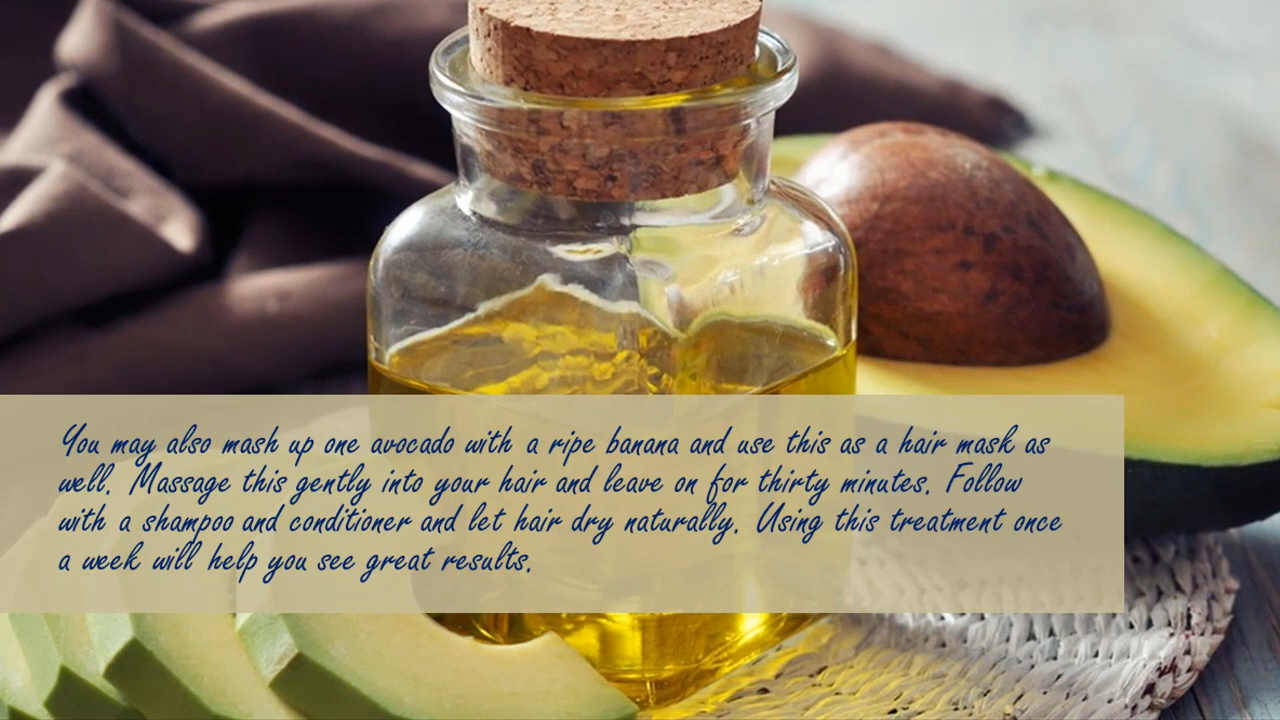 You may also mash up one avocado with a ripe banana and use this as a hair mask as
well. Massage this gently into your hair and leave on for thirty minutes. Follow
with a shampoo and conditioner and let hair dry naturally. Using this treatment once
a week will help you see great results.